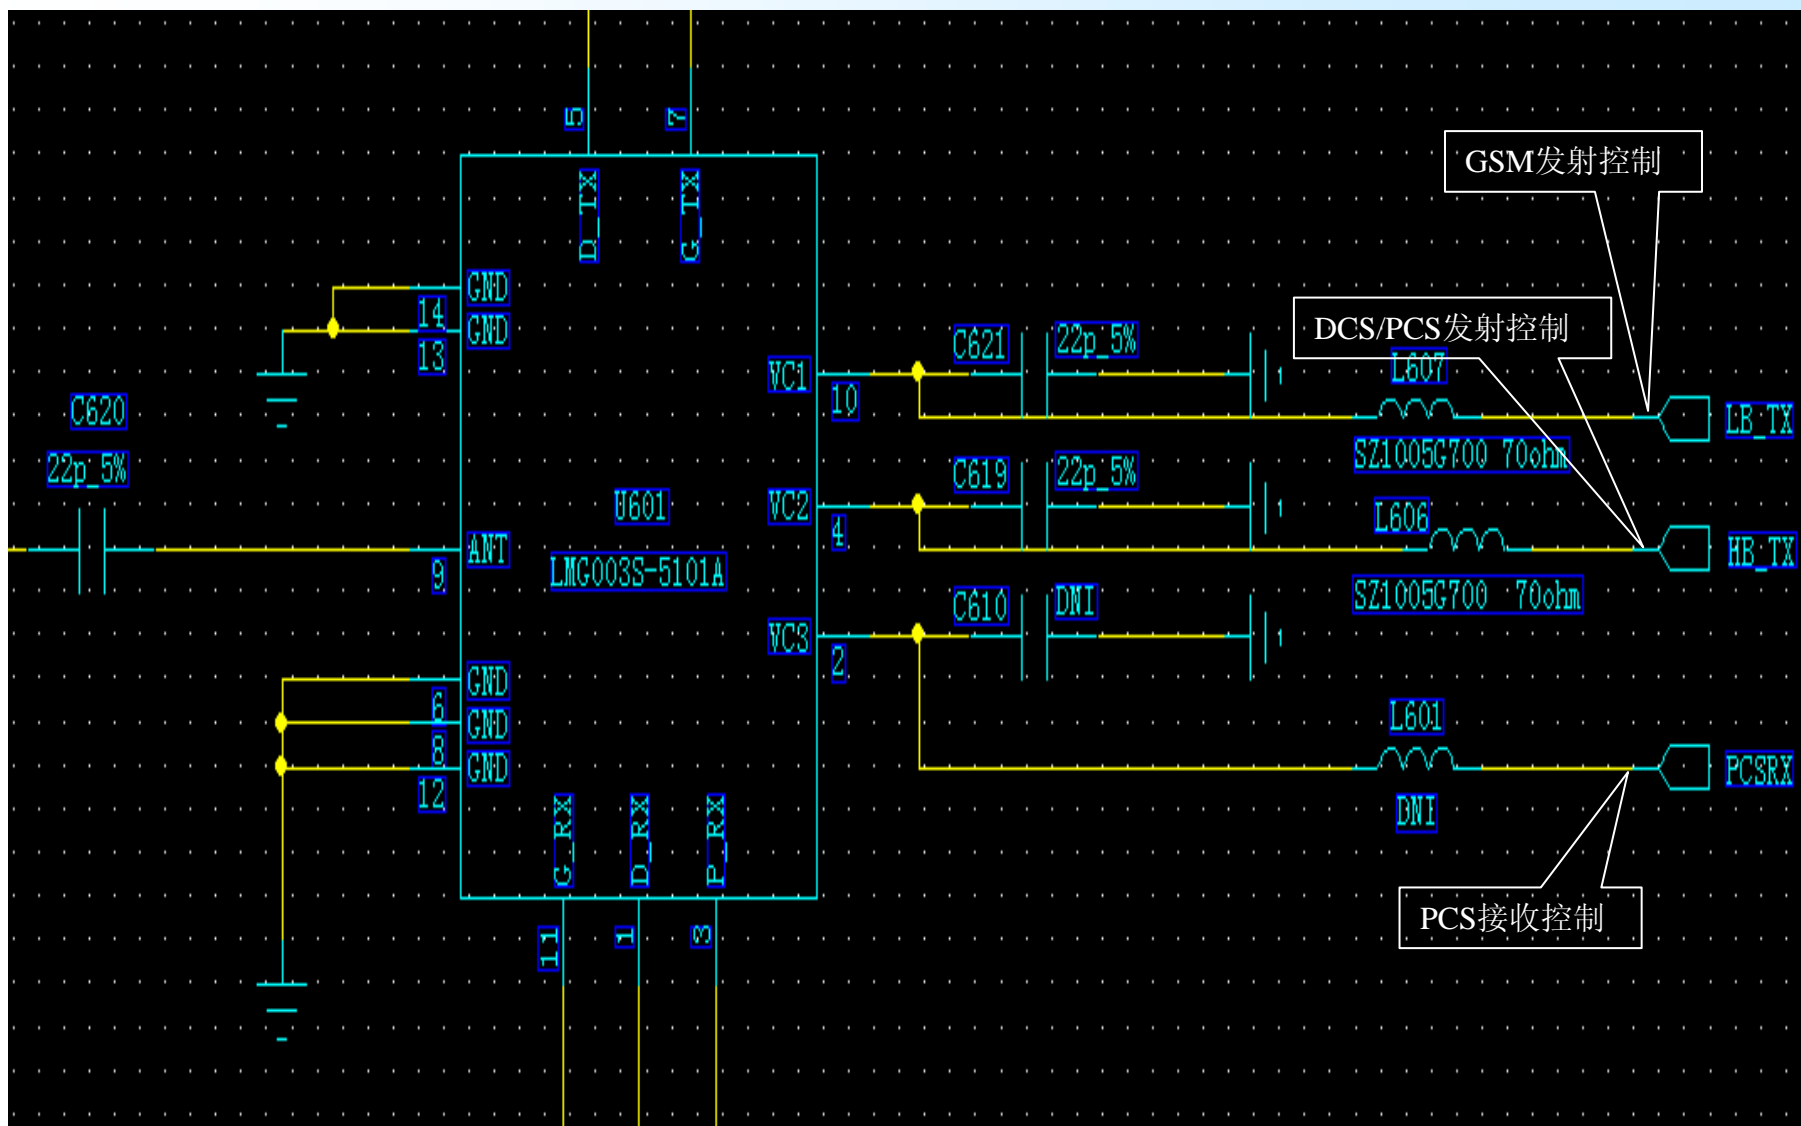 5
7
D_TX
G_TX
GSM发射控制
GND
14
GND
13
DCS/PCS发射控制
C621
22p_5%
L607
VC1
10
LB_TX
C620
22p_5%
SZ1005G700 70ohm
C619
22p_5%
U601
VC2
4
L606
ANT
9
LMG003S-5101A
HB_TX
SZ1005G700 70ohm
C610
DNI
VC3
2
GND
6
GND
8
GND
12
L601
PCSRX
DNI
G_RX
D_RX
P_RX
PCS接收控制
11
1
3